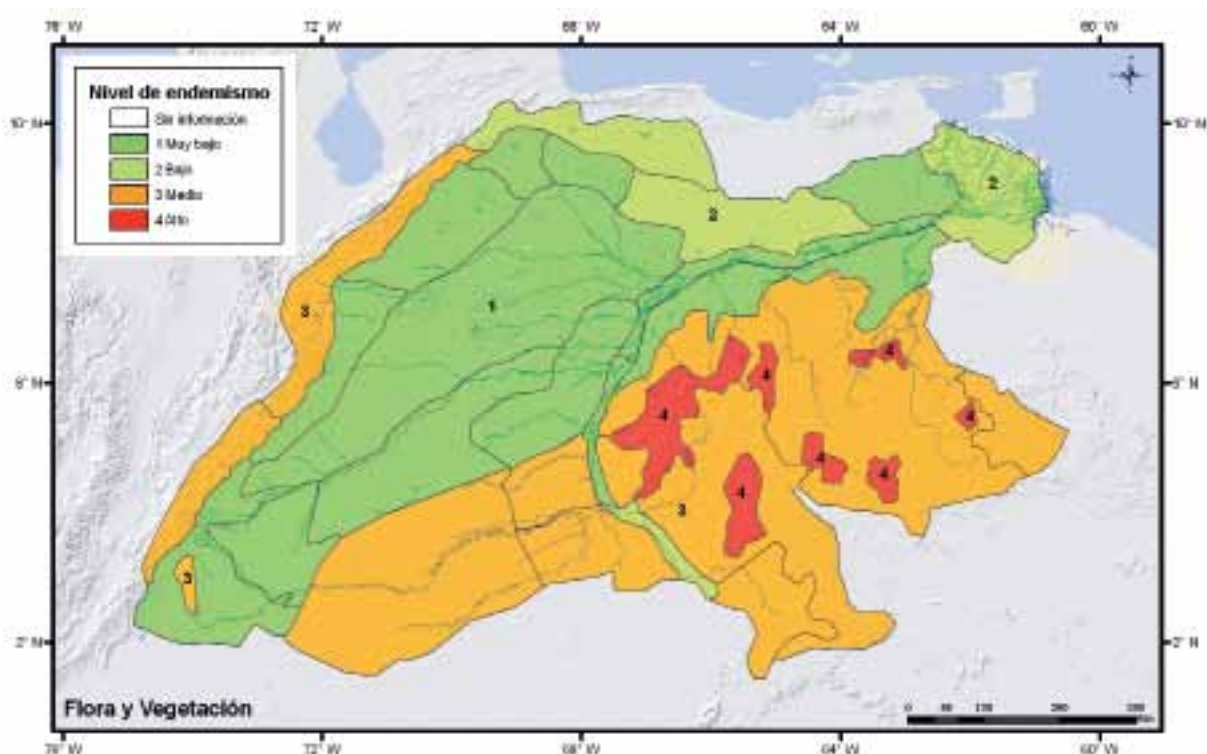 76° W 72° W 68° W 64° W 60° W
Nivel de endemismo
Sin información
1 Muy bajo
2 Bajo
3 Medio
4 Alto
10° N 10° N
2
2
3
1
4
4
6° N 6° N
4
4
4
4
4
3
3
2° N 2° N
Flora y Vegetación
76° W 72° W 68° W 64° W 60° W